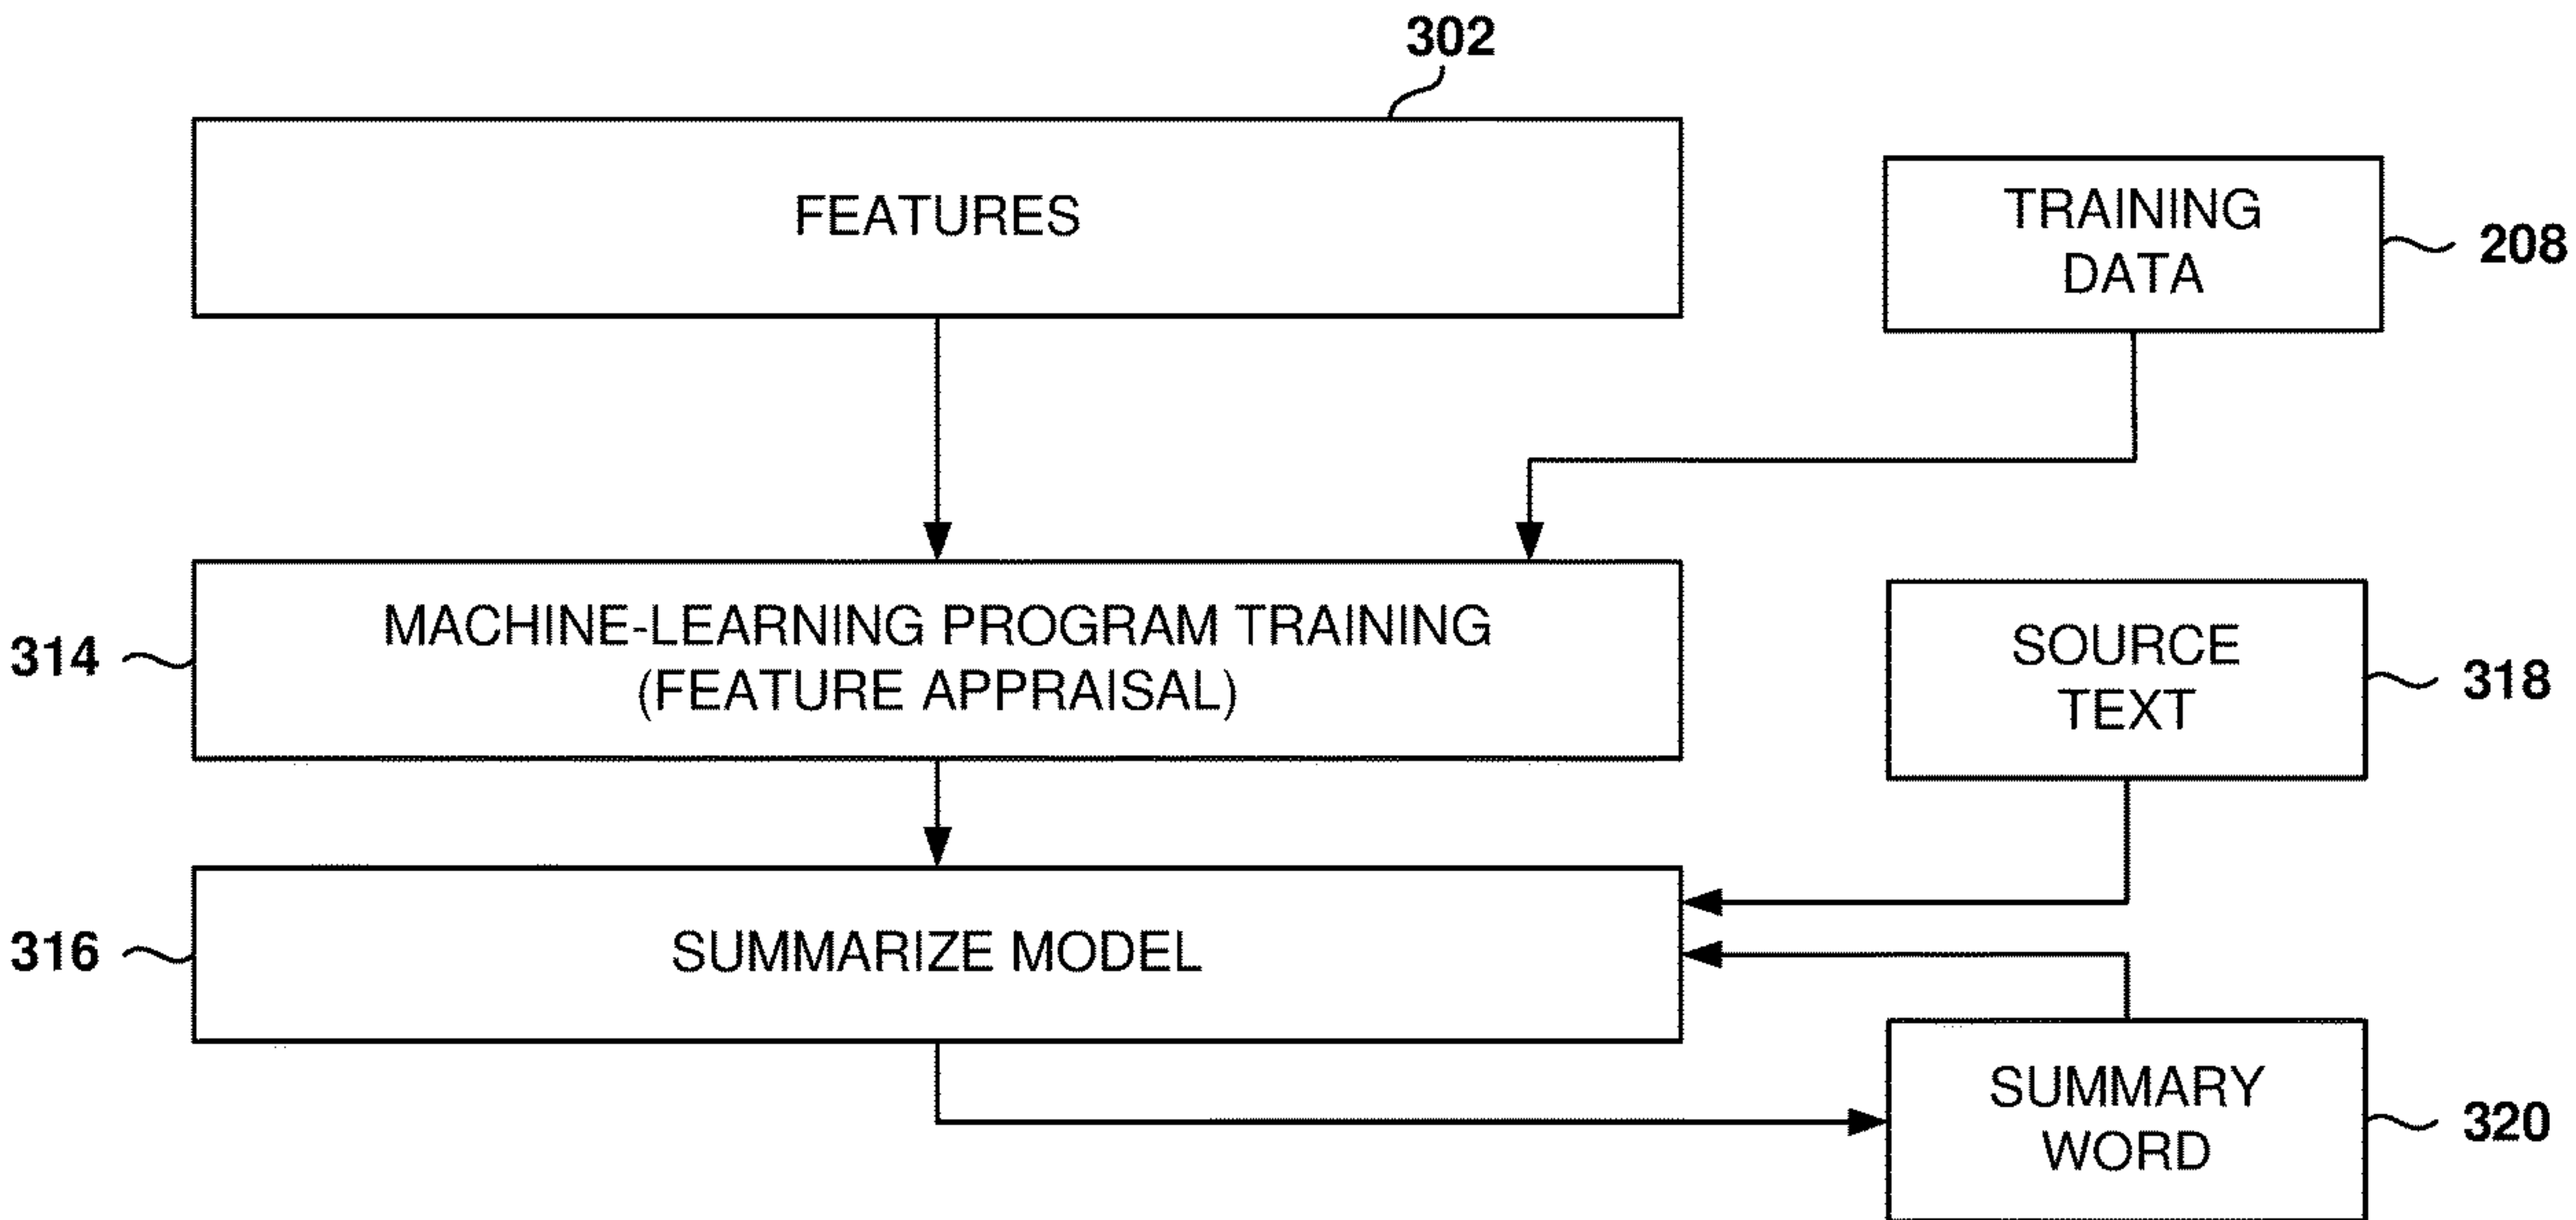 302
FEATURES
TRAINING
DATA
208
MACHINE-LEARNING PROGRAM TRAINING
(FEATURE APPRAISAL)
314
SOURCE
TEXT
318
SUMMARIZE MODEL
316
SUMMARY
WORD
320